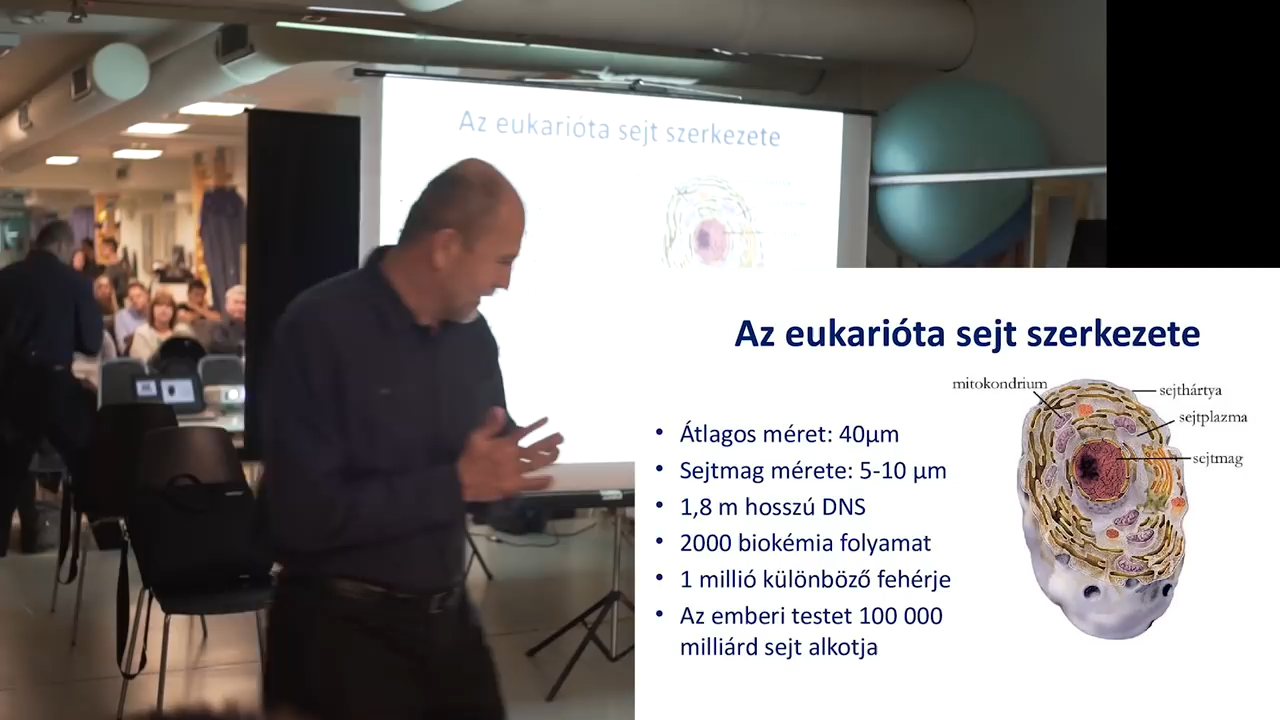 Az eukarióta sejt szerkezete
Az eukarióta sejt szerkezete
mitokondrium
sejthártya
sejtplazma
sejtmag
• Átlagos méret: 40µm
• Sejtmag mérete: 5-10 µm
• 1,8 m hosszú DNS
• 2000 biokémia folyamat
• 1 millió különböző fehérje
• Az emberi testet 100 000
milliárd sejt alkotja